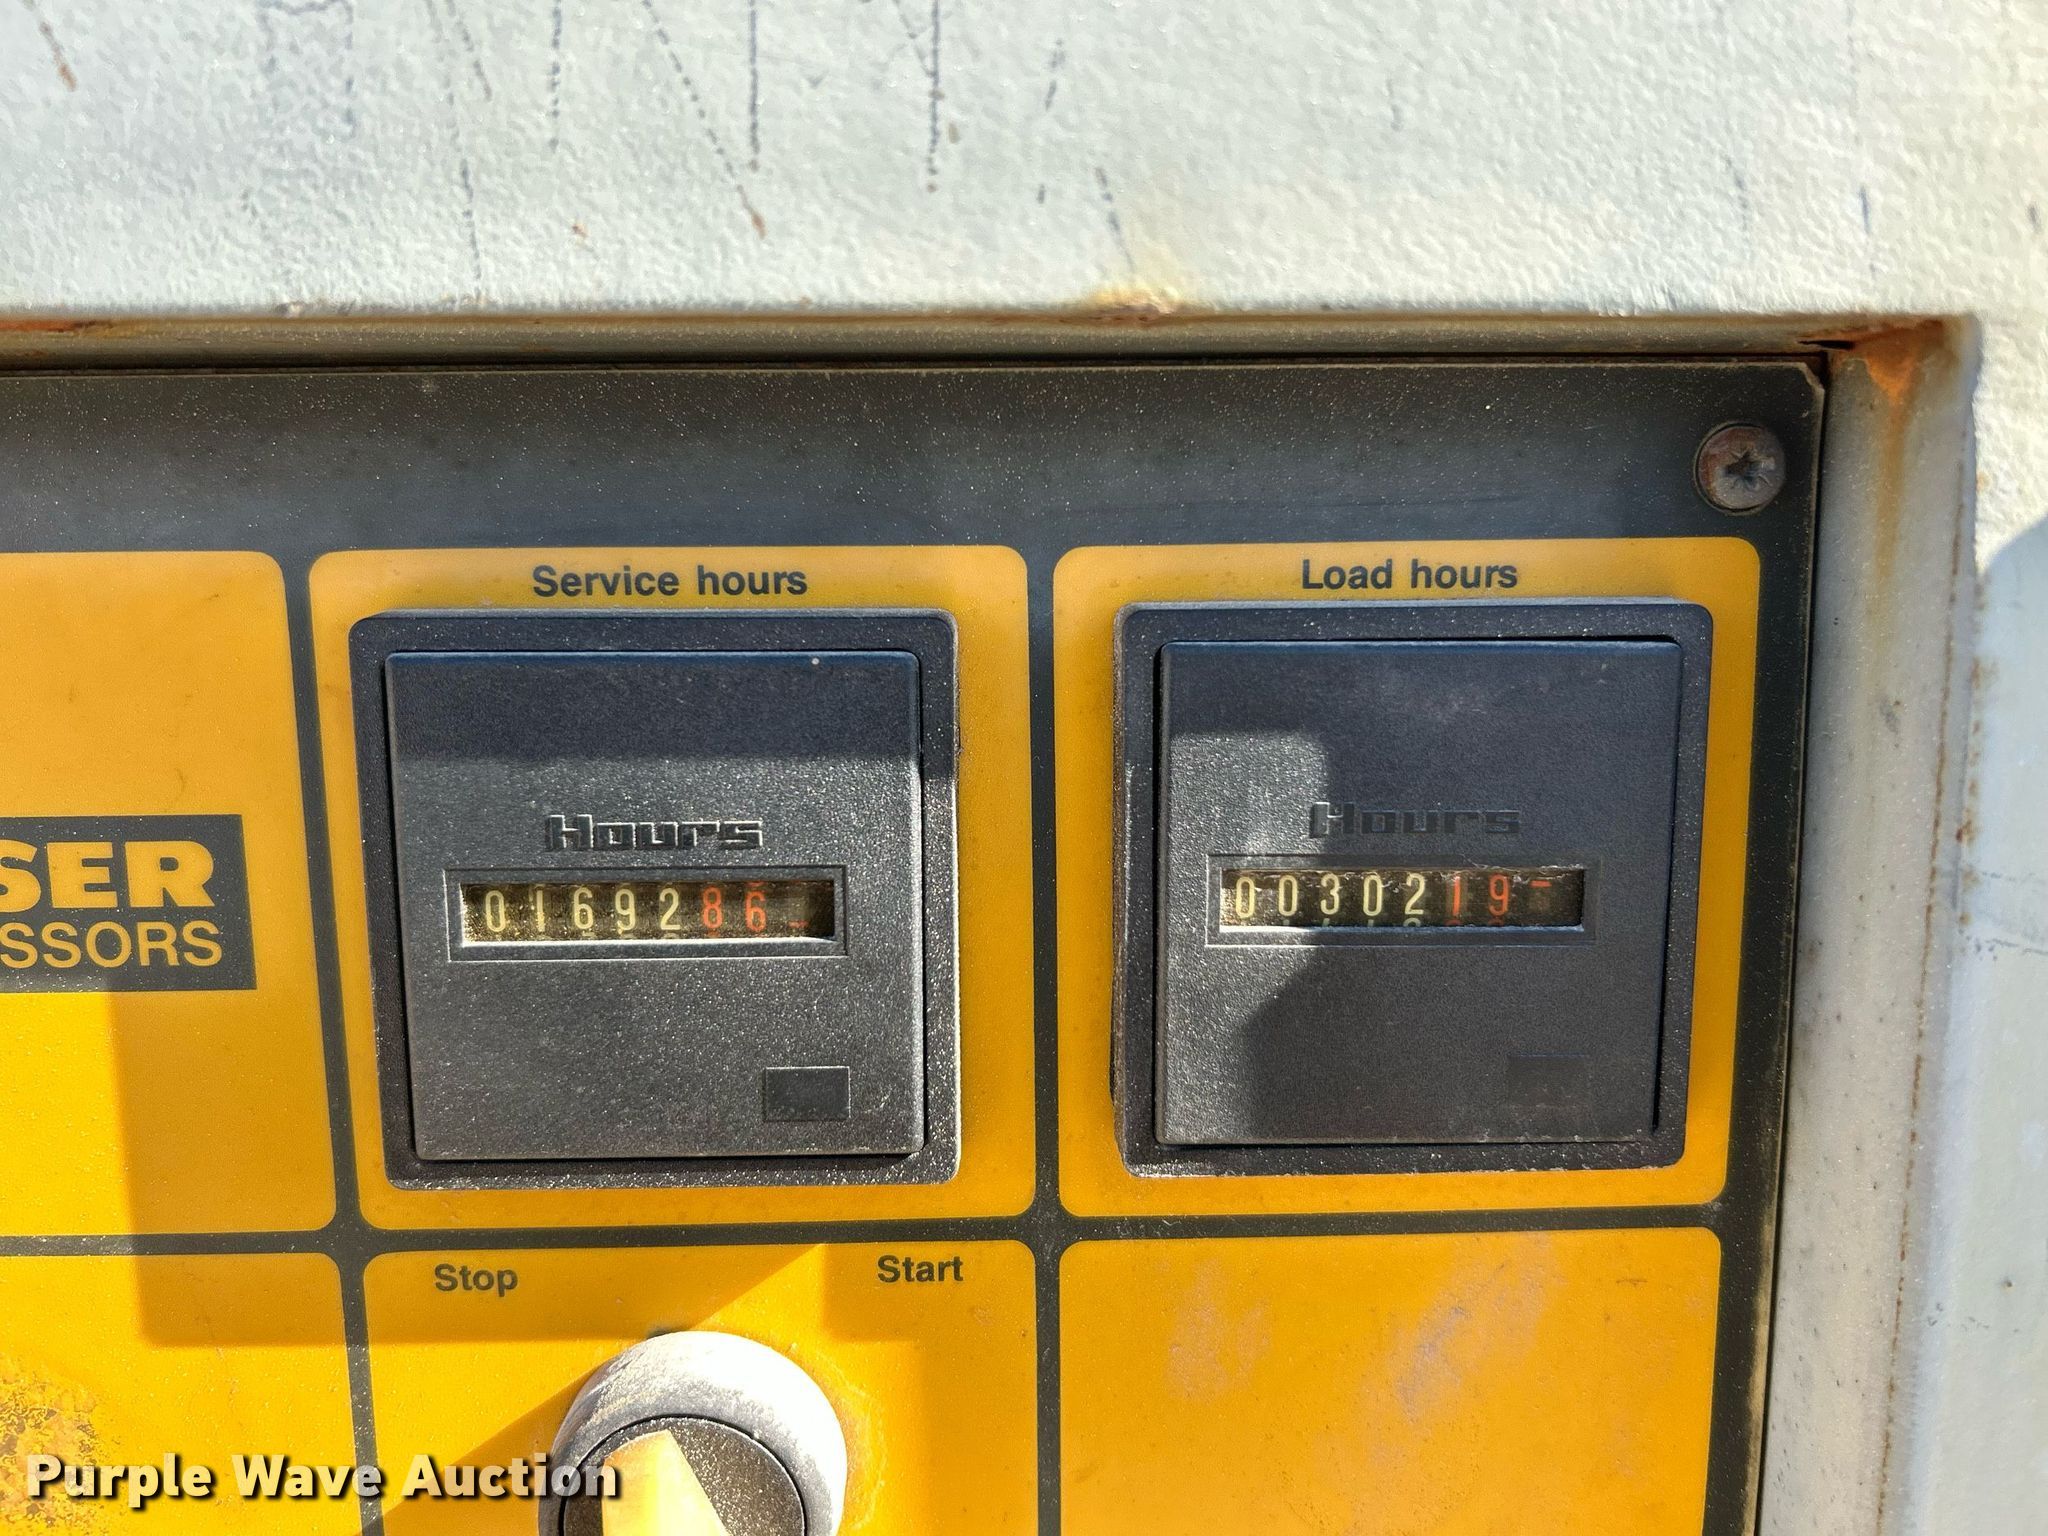 Service hours
Load hours
Hours
Hours
0169286
0030219
SER
SSORS
Stop
Start
Purple Wave Auction